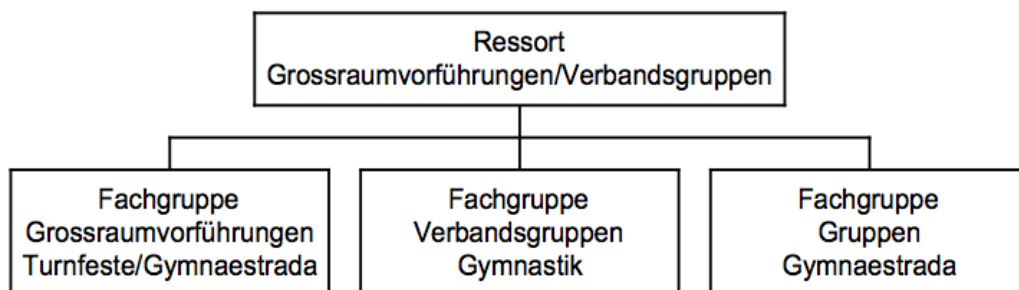 Ressort
Grossraumvorführungen/Verbandsgruppen
Fachgruppe
Grossraumvorführungen
Turnfeste/Gymnaestrada
Fachgruppe
Verbandsgruppen
Gymnastik
Fachgruppe
Gruppen
Gymnaestrada